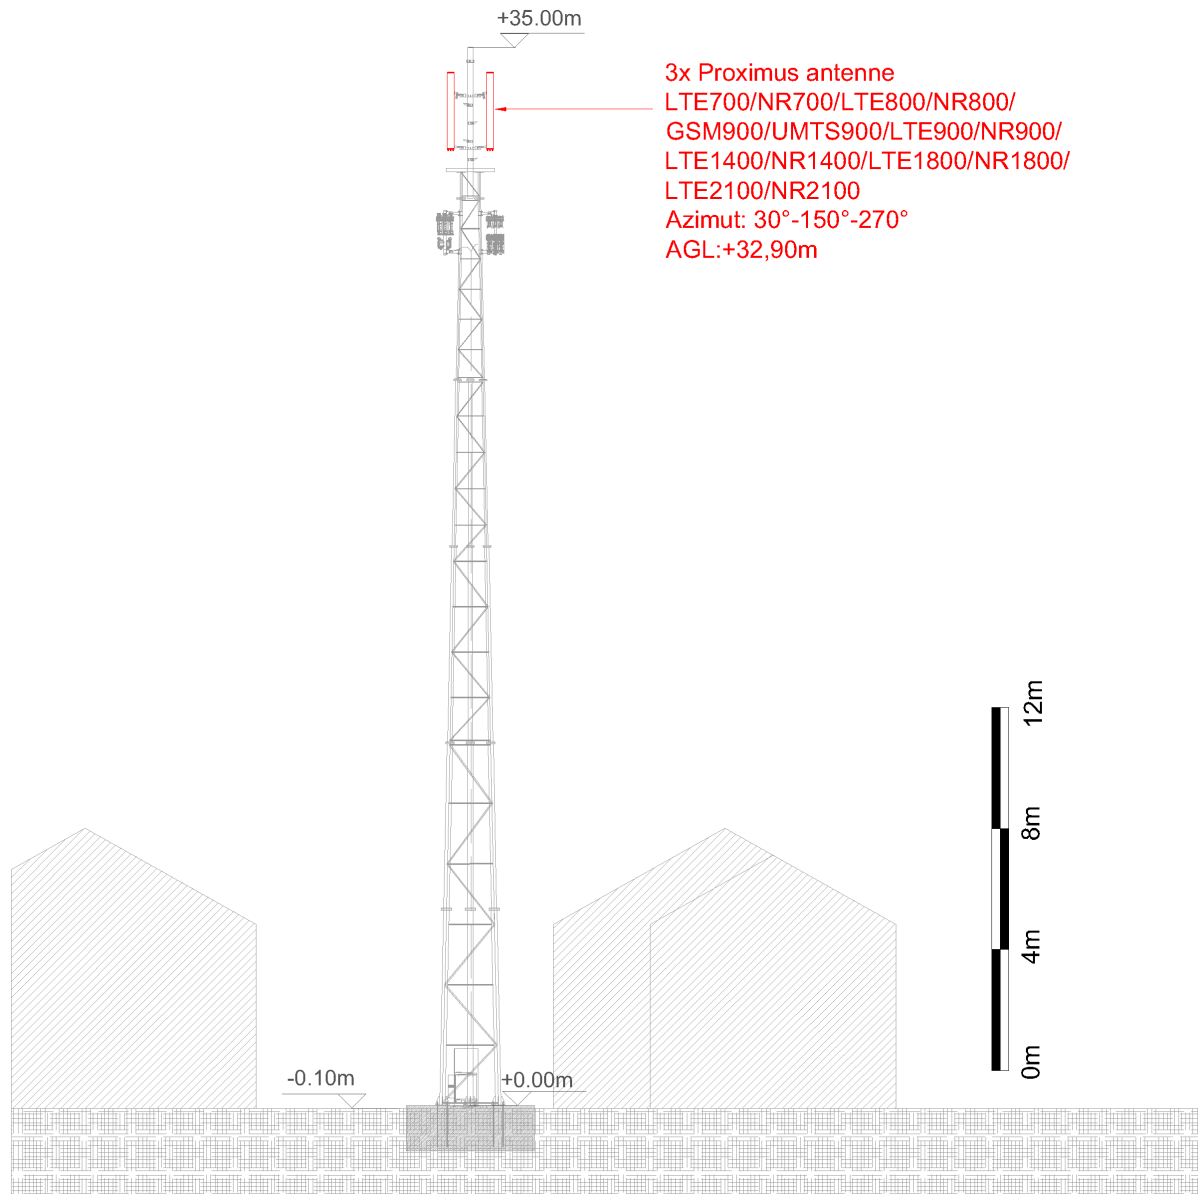 +35.00m
3x Proximus antenne
LTE700/NR700/LTE800/NR800/
GSM900/UMTS900/LTE900/NR900/
LTE1400/NR1400/LTE1800/NR1800/
LTE2100/NR2100
Azimut: 30°-150°-270°
AGL:+32,90m
12m
8m
4m
0m
-0.10m
+0.00m